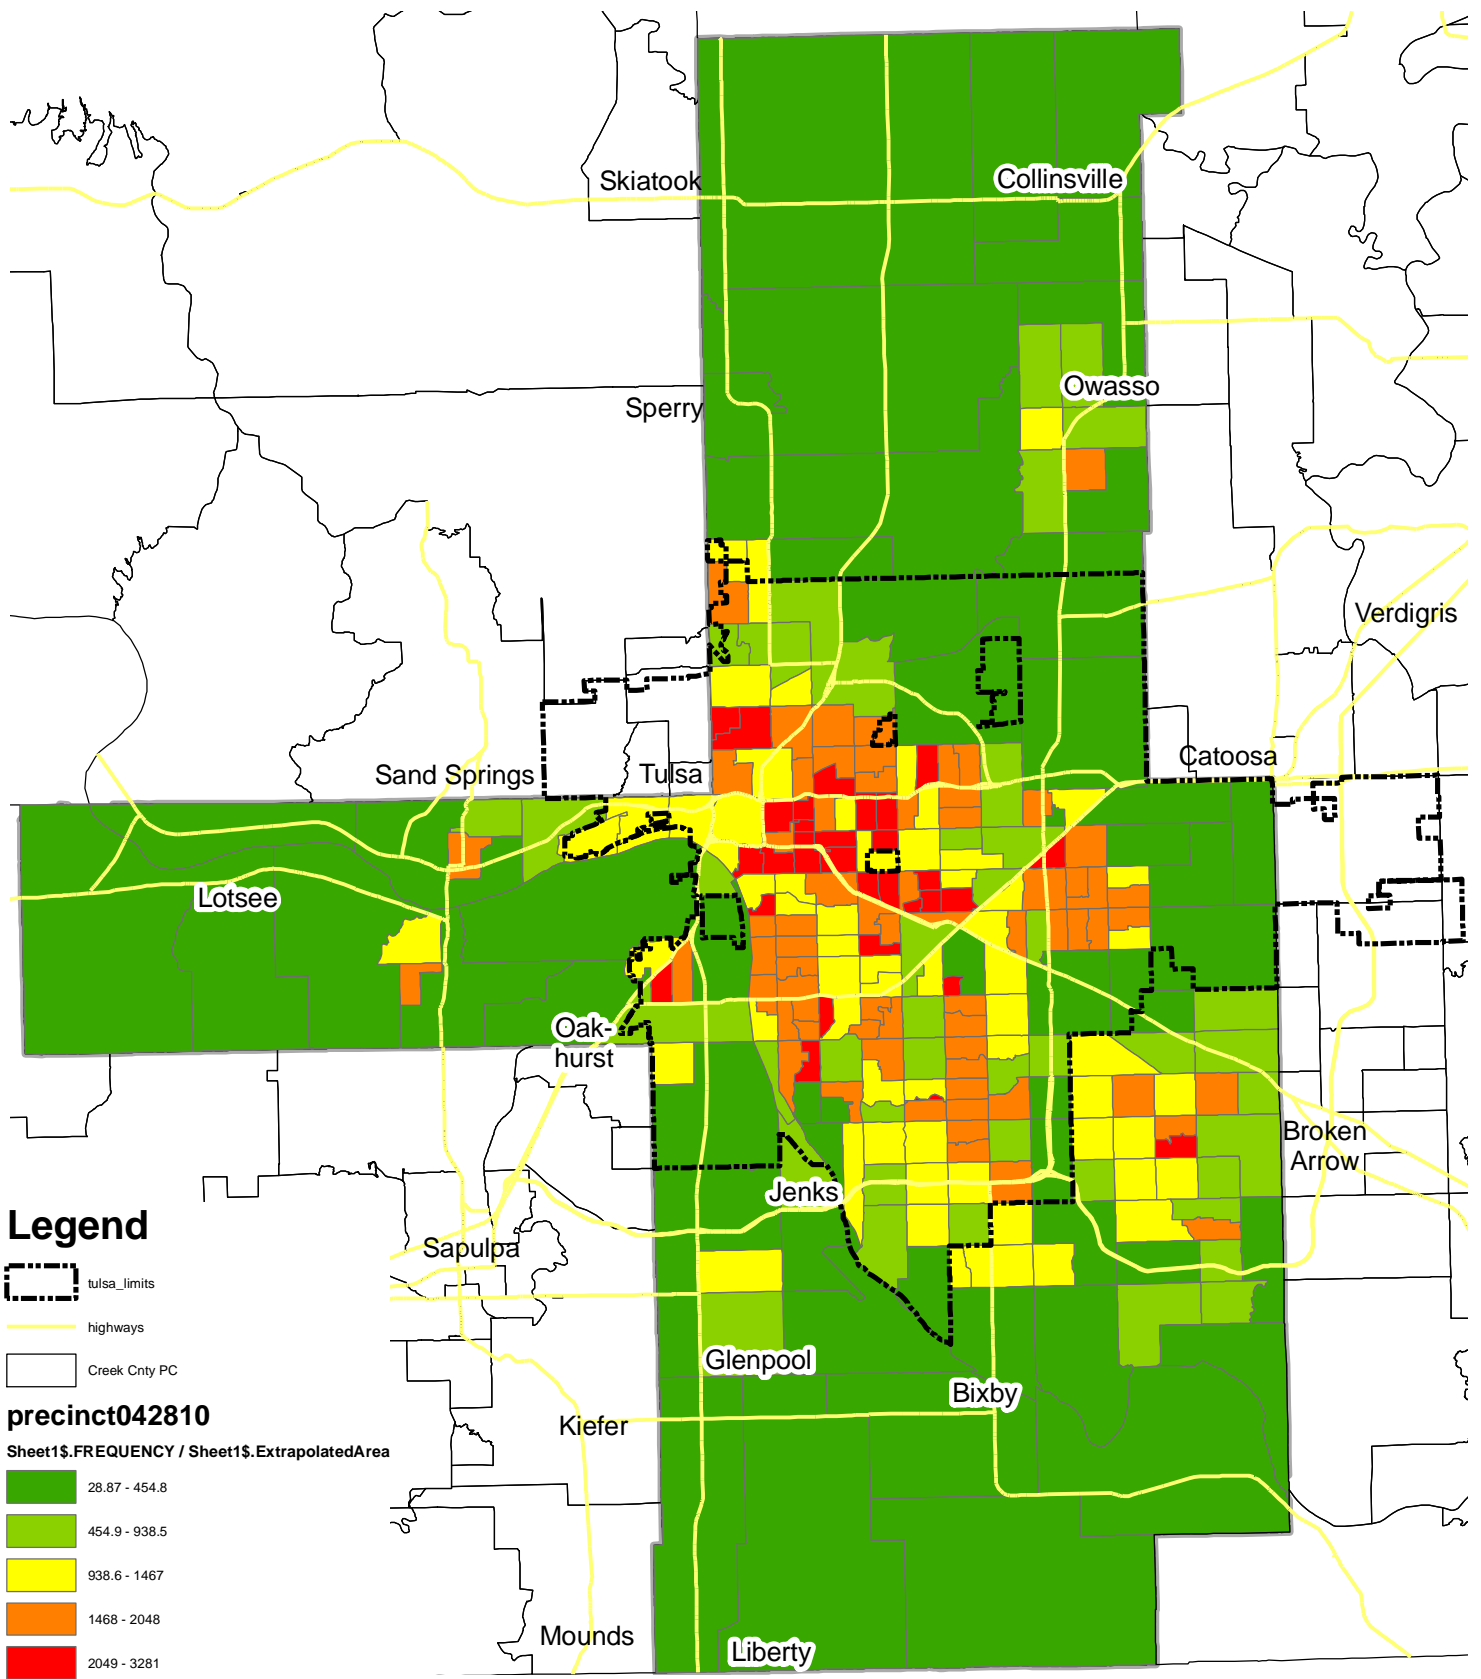 Skiatook
Collinsville
Owasso
Sperry
Verdigris
Catoosa
Sand Springs
Tulsa
Lotsee
Oak-
hurst
Broken
Arrow
Jenks
Legend
Sapulpa
tulsa_limits
highways
Glenpool
Creek Cnty PC
Bixby
precinct042810
Kiefer
Sheet1$.FREQUENCY / Sheet1$.ExtrapolatedArea
28.87 - 454.8
454.9 - 938.5
938.6 - 1467
1468 - 2048
Mounds
Liberty
2049 - 3281